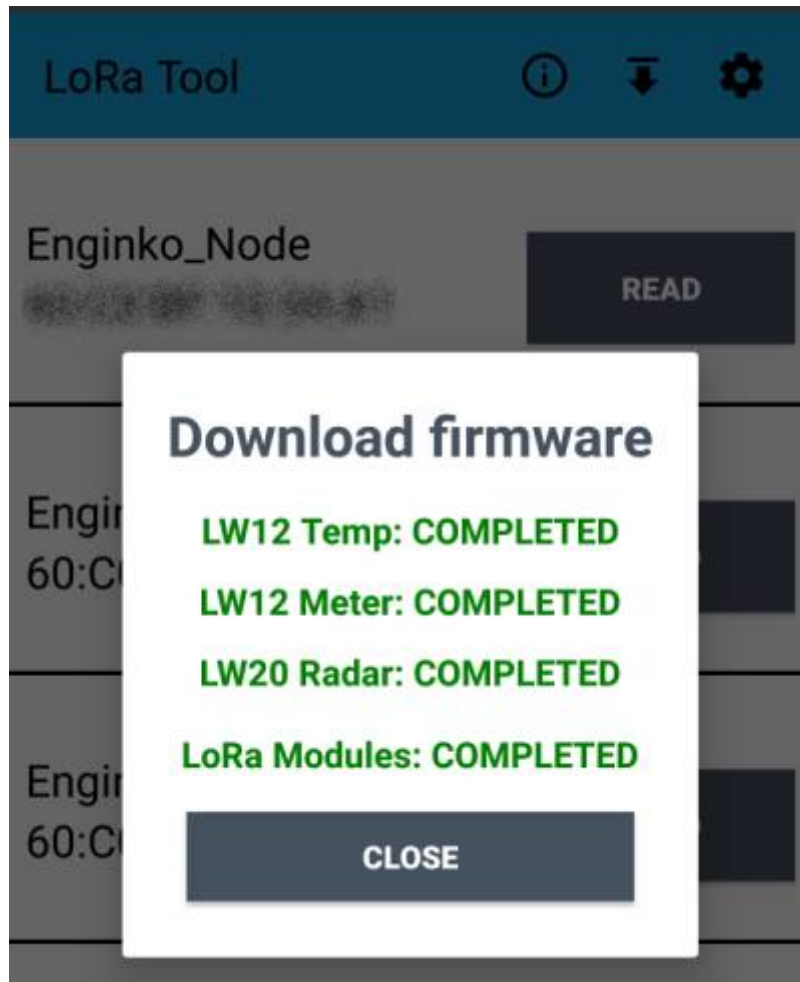 LoRa Tool
Enginko_Node
READ
Download firmware
LW12 Temp: COMPLETED
LW12 Meter: COMPLETED
LW20 Radar: COMPLETED
LoRa Modules: COMPLETED
CLOSE